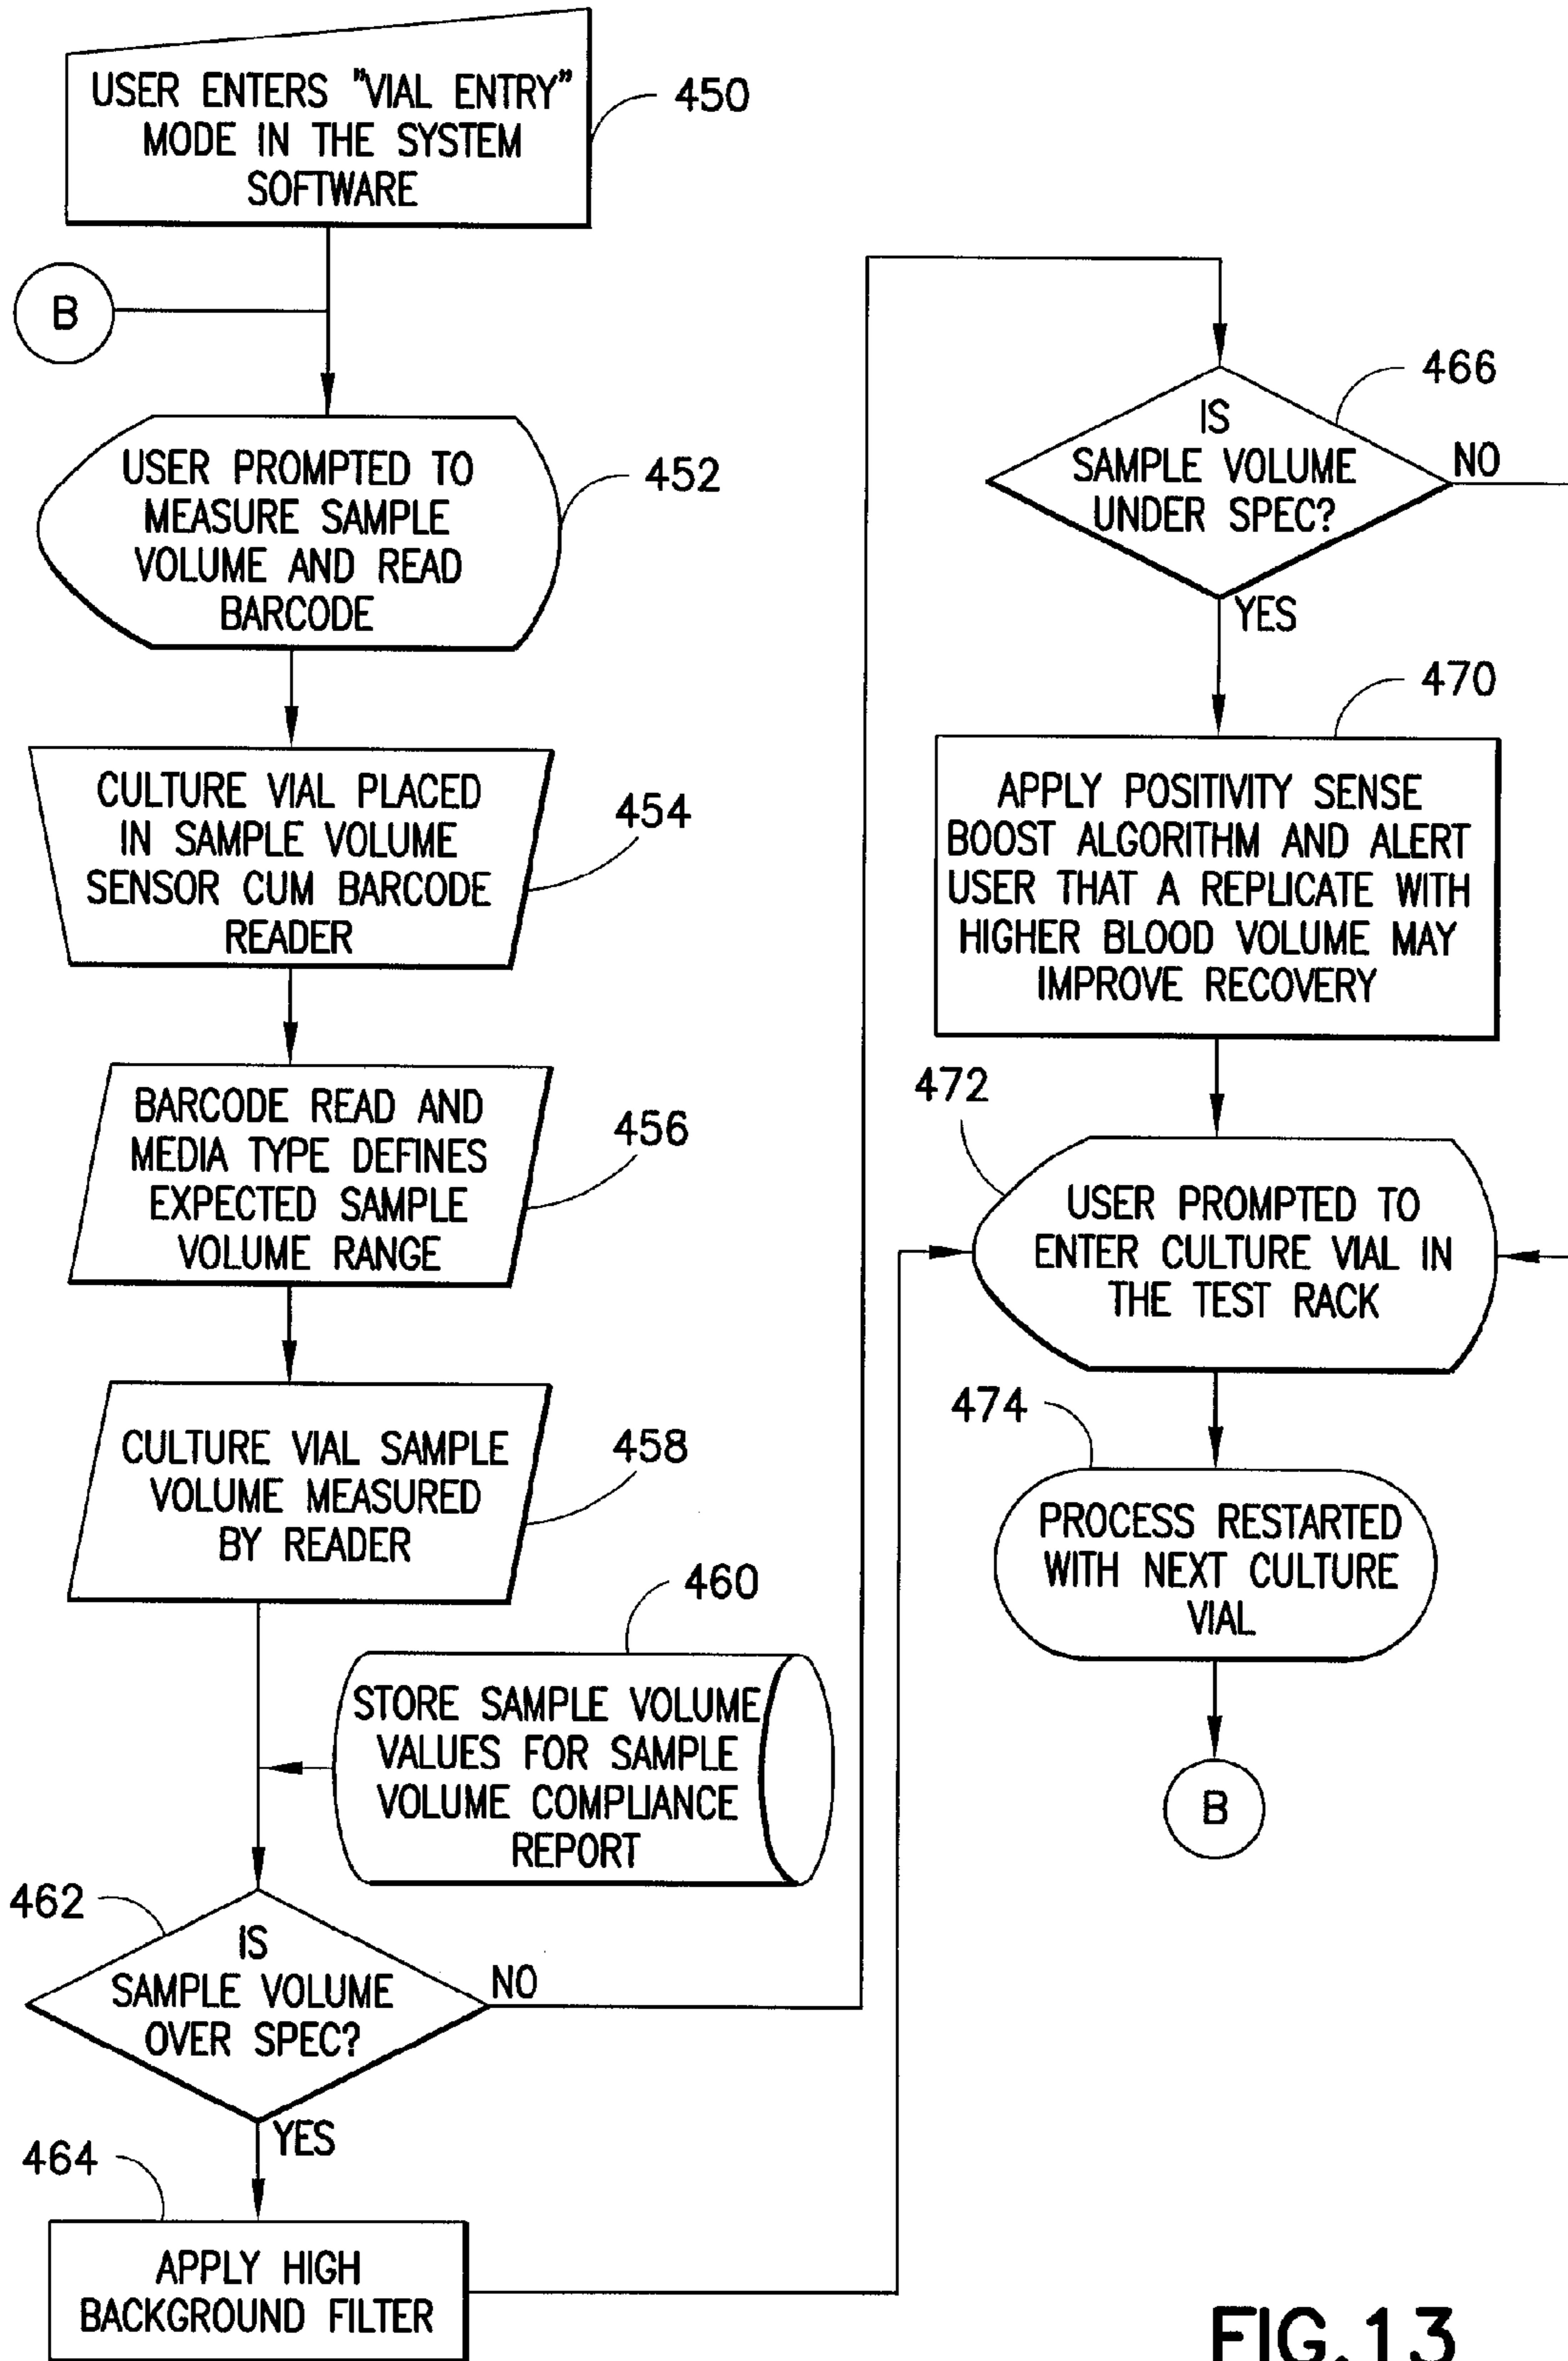 USER ENTERS "VIAL ENTRY"
MODE IN THE SYSTEM
SOFTWARE
450
B
USER PROMPTED TO
MEASURE SAMPLE
VOLUME AND READ
BARCODE
452
CULTURE VIAL PLACED
IN SAMPLE VOLUME
SENSOR CUM BARCODE
READER
454
BARCODE READ AND
MEDIA TYPE DEFINES
EXPECTED SAMPLE
VOLUME RANGE
456
CULTURE VIAL SAMPLE
VOLUME MEASURED
BY READER
458
460
STORE SAMPLE VOLUME
VALUES FOR SAMPLE
VOLUME COMPLIANCE
REPORT
462
IS
SAMPLE VOLUME
OVER SPEC?
NO
YES
464
APPLY HIGH
BACKGROUND FILTER
466
IS
SAMPLE VOLUME
UNDER SPEC?
NO
YES
470
APPLY POSITIVITY SENSE
BOOST ALGORITHM AND ALERT
USER THAT A REPLICATE WITH
HIGHER BLOOD VOLUME MAY
IMPROVE RECOVERY
472
USER PROMPTED TO
ENTER CULTURE VIAL IN
THE TEST RACK
474
PROCESS RESTARTED
WITH NEXT CULTURE
VIAL
B
FIG.13